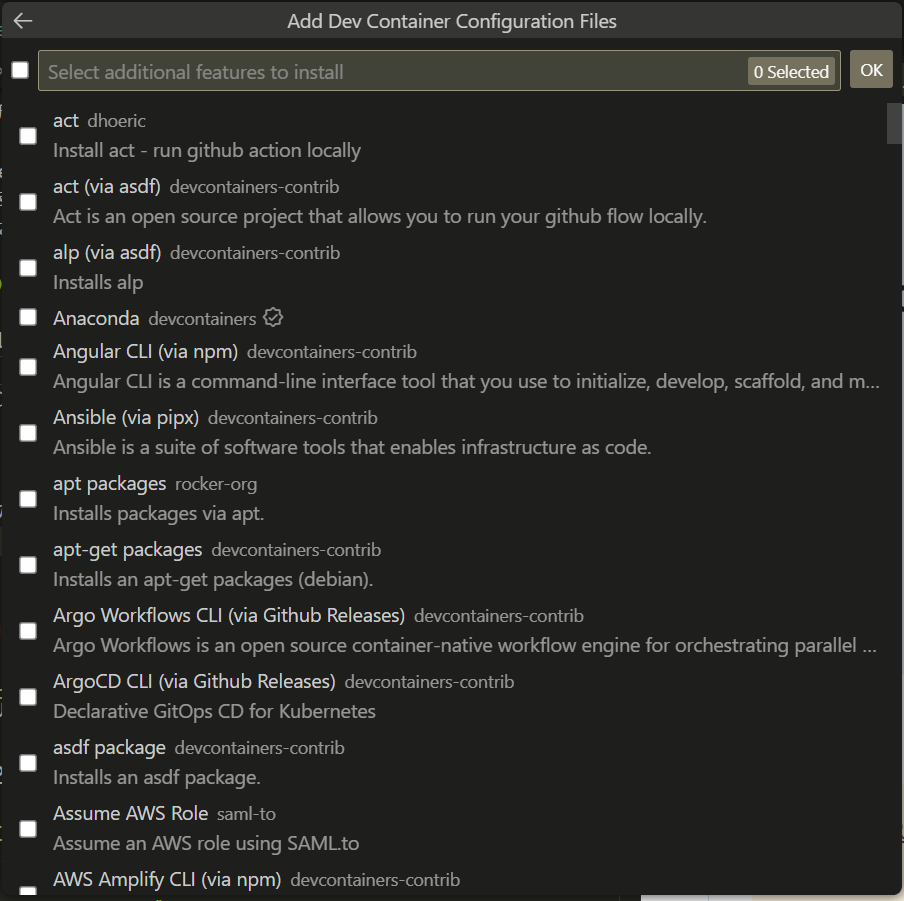 Add Dev Container Configuration Files
Select additional features to install
0 Selected
OK
act dhoeric
Install act - run github action locally
act (via asdf) devcontainers-contrib
Act is an open source project that allows you to run your github flow locally.
alp (via asdf) devcontainers-contrib
Installs alp
Anaconda devcontainers
Angular CLI (via npm) devcontainers-contrib
Angular CLI is a command-line interface tool that you use to initialize, develop, scaffold, and m...
Ansible (via pipx) devcontainers-contrib
Ansible is a suite of software tools that enables infrastructure as code.
apt packages rocker-org
Installs packages via apt.
apt-get packages devcontainers-contrib
Installs an apt-get packages (debian).
Argo Workflows CLI (via Github Releases) devcontainers-contrib
Argo Workflows is an open source container-native workflow engine for orchestrating parallel ...
ArgoCD CLI (via Github Releases) devcontainers-contrib
Declarative GitOps CD for Kubernetes
asdf package devcontainers-contrib
Installs an asdf package.
Assume AWS Role saml-to
Assume an AWS role using SAML.to
AWS Amplify CLI (via npm) devcontainers-contrib